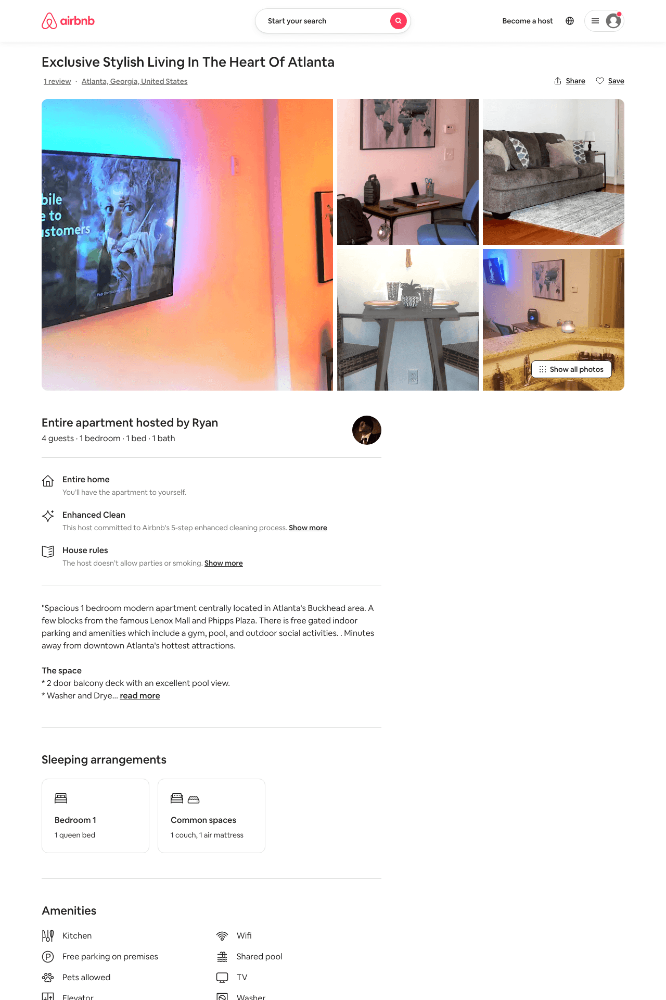 airbnb
Start your search
Become a host
Exclusive Stylish Living In The Heart Of Atlanta
1 review · Atlanta, Georgia, United States
Share
Save
bile
e to
ustomers
Fear the Walking Dead
Show all photos
Entire apartment hosted by Ryan
4 guests · 1 bedroom · 1 bed · 1 bath
Entire home
You’ll have the apartment to yourself.
Enhanced Clean
This host committed to Airbnb's 5-step enhanced cleaning process. Show more
House rules
The host doesn’t allow parties or smoking. Show more
"Spacious 1 bedroom modern apartment centrally located in Atlanta's Buckhead area. A
few blocks from the famous Lenox Mall and Phipps Plaza. There is free gated indoor
parking and amenities which include a gym, pool, and outdoor social activities. . Minutes
away from downtown Atlanta's hottest attractions.
The space
* 2 door balcony deck with an excellent pool view.
* Washer and Drye... read more
Sleeping arrangements
Bedroom 1
1 queen bed
Common spaces
1 couch, 1 air mattress
Amenities
Kitchen
Wifi
Free parking on premises
Shared pool
Pets allowed
TV
Elevator
Washer